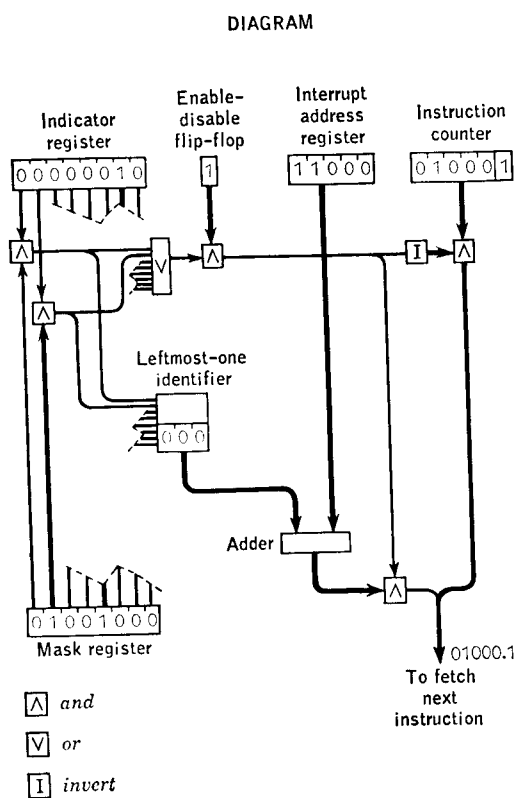 DIAGRAM
Indicator
register
Enable-
disable
flip-flop
Interrupt
address
register
Instruction
counter
00000010
1
11000
010001
∧
∨
∧
I
∧
∧
Leftmost-one
identifier
000
Adder
∧
01001000
Mask register
01000.1
To fetch
next
instruction
∧ and
∨ or
I invert